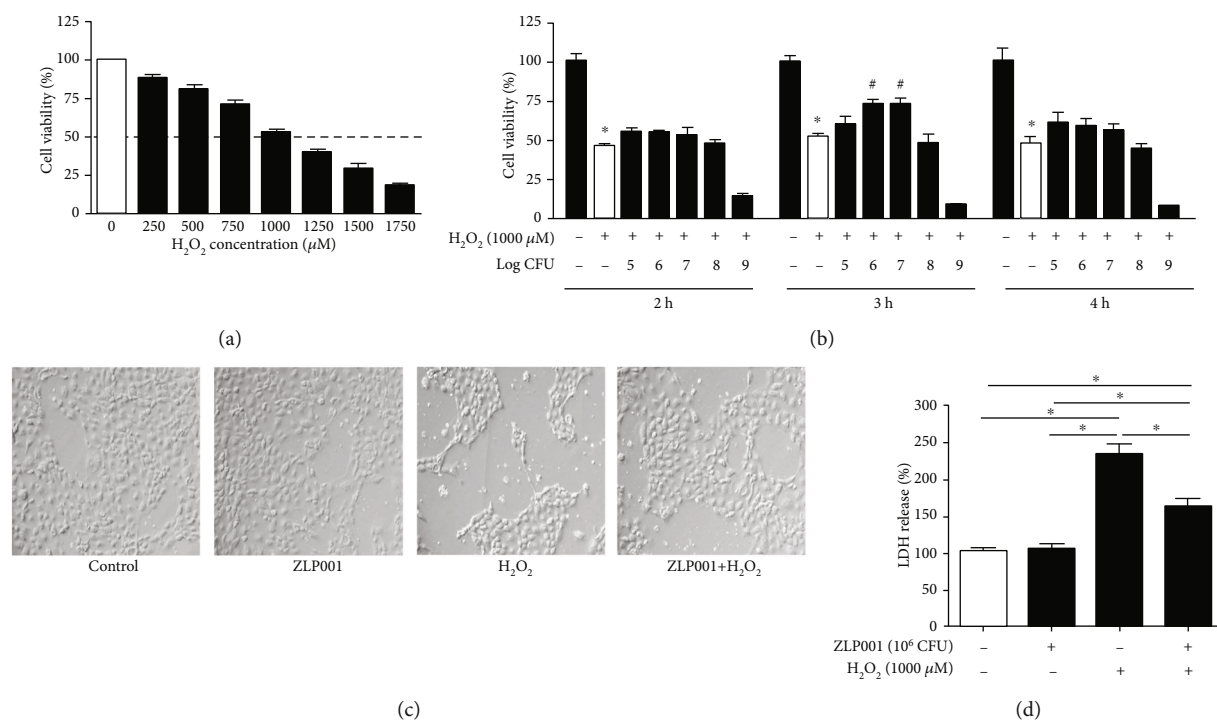 125
100
75
50
25
0
Cell viability (%)
0 250 500 750 1000 1250 1500 1750
H₂O₂ concentration (μM)
(a)
125
100
75
50
25
0
Cell viability (%)
* * # # *
H₂O₂ (1000 μM) – + + + + + + – + + + + + + – + + + + + +
Log CFU – – 5 6 7 8 9 – – 5 6 7 8 9 – – 5 6 7 8 9
2 h 3 h 4 h
(b)
Control ZLP001 H₂O₂ ZLP001+H₂O₂
(c)
*
*
*
* *
300
250
200
150
100
50
0
LDH release (%)
ZLP001 (10⁶ CFU) – + – +
H₂O₂ (1000 μM) – – + +
(d)